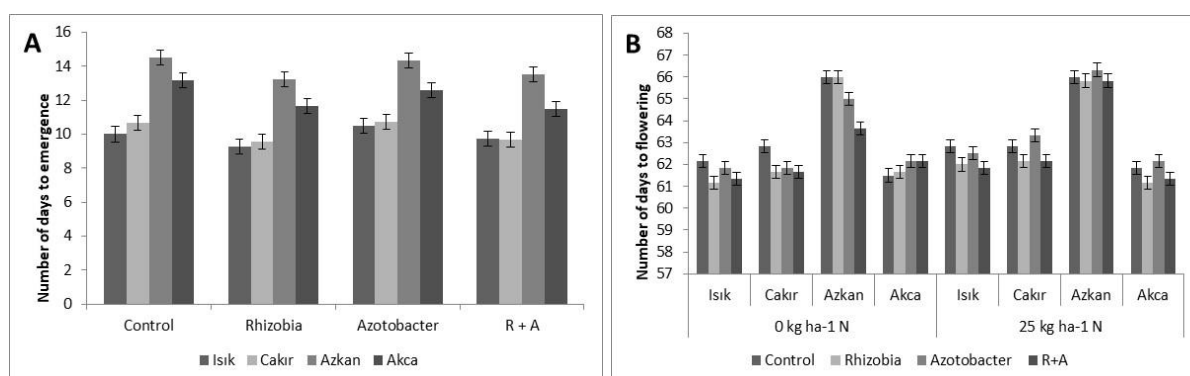 A
Number of days to emergence
16
14
12
10
8
6
4
2
0
Control Rhizobia Azotobacter R + A
Isık Cakır Azkan Akca
B
Number of days to flowering
68
67
66
65
64
63
62
61
60
59
58
57
Isık Cakır Azkan Akca Isık Cakır Azkan Akca
0 kg ha-1 N 25 kg ha-1 N
Control Rhizobia Azotobacter R+A